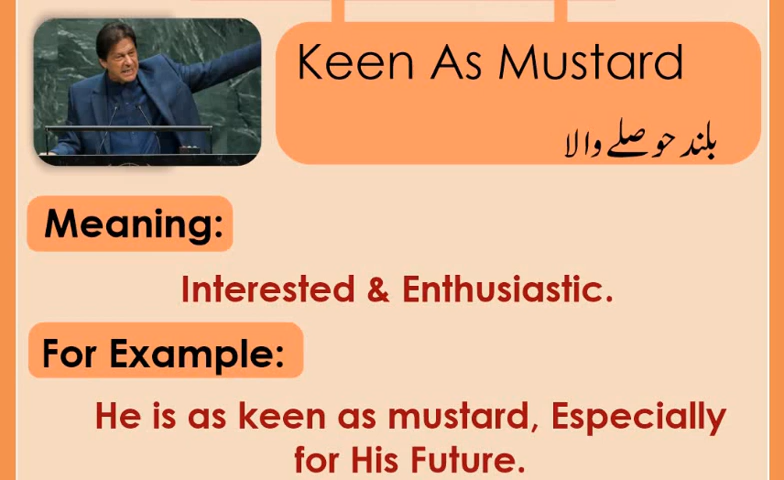 Keen As Mustard
بلند حوصلے والا
Meaning:
Interested & Enthusiastic.
For Example:
He is as keen as mustard, Especially
for His Future.